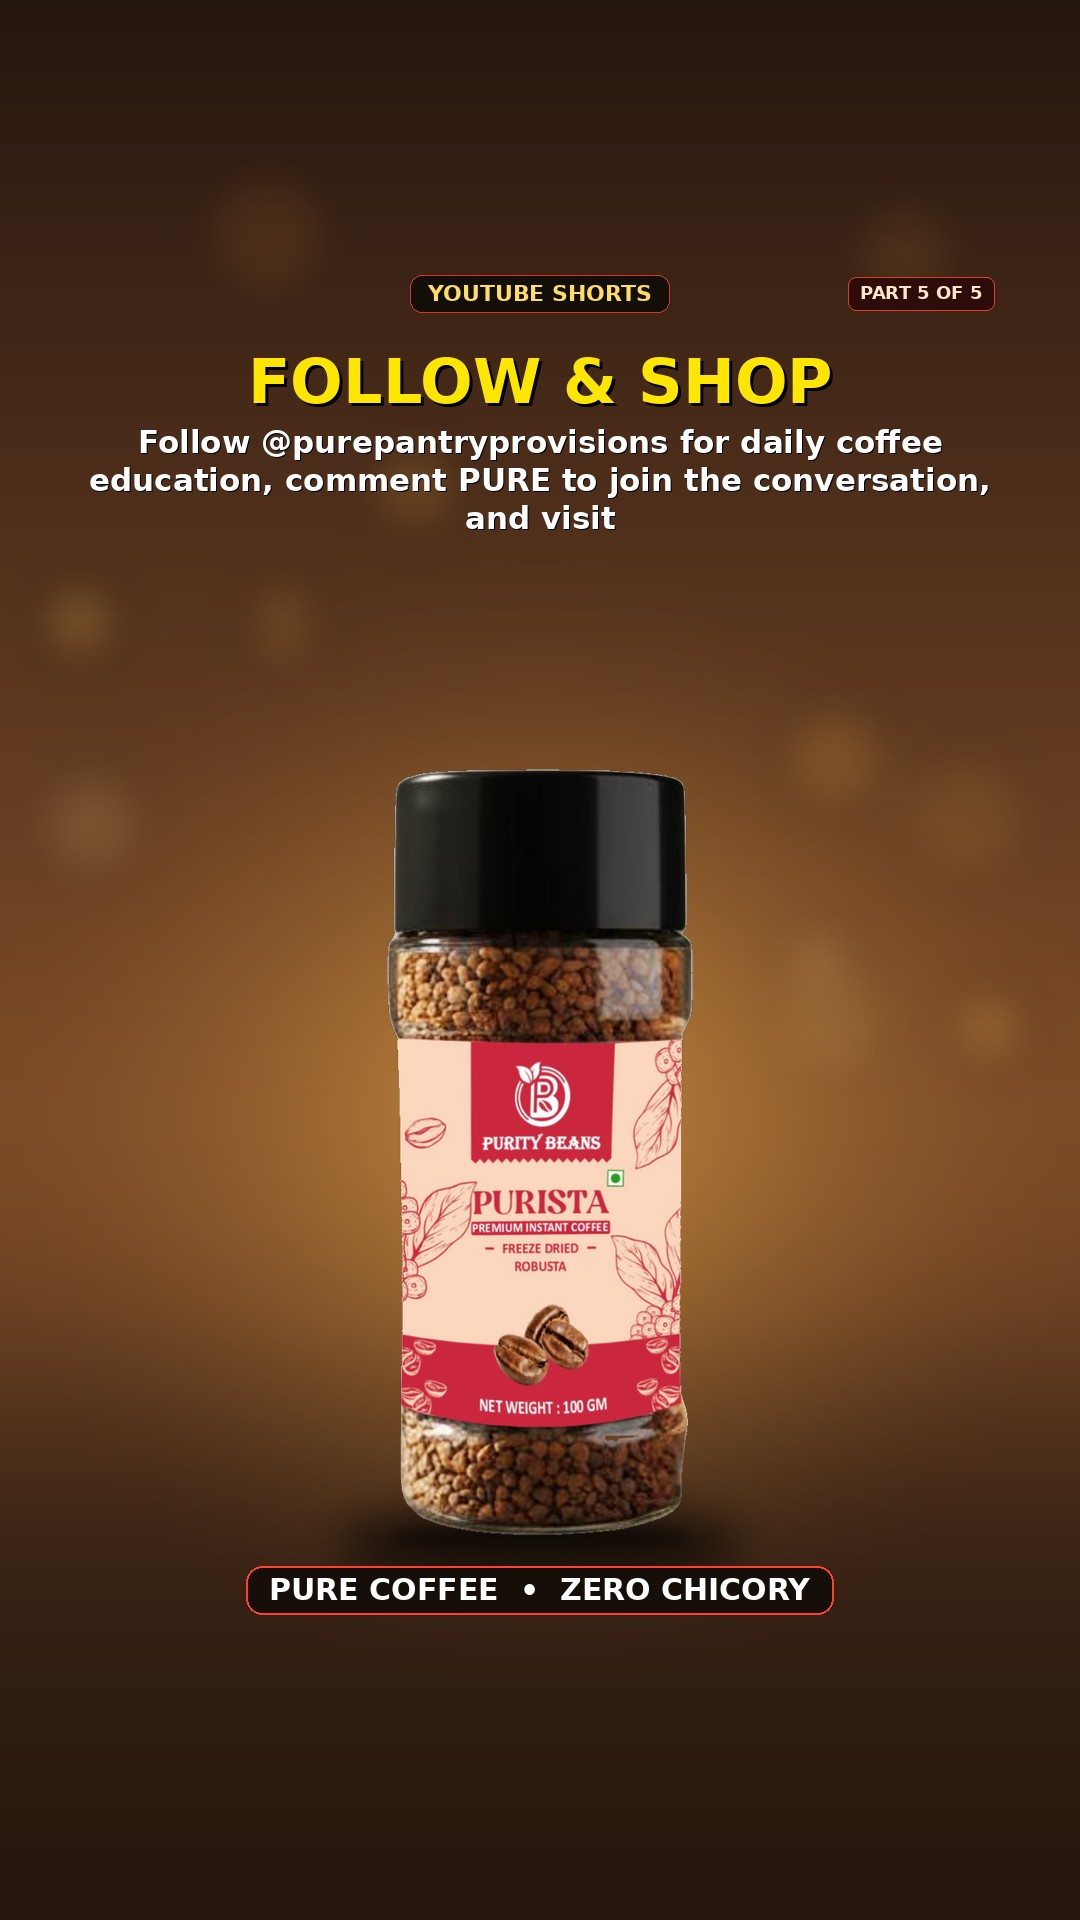 YOUTUBE SHORTS
PART 5 OF 5
FOLLOW & SHOP
Follow @purepantryprovisions for daily coffee
education, comment PURE to join the conversation,
and visit
B
PURITY BEANS
PURISTA
PREMIUM INSTANT COFFEE
– FREEZE DRIED –
ROBUSTA
NET WEIGHT : 100 GM
PURE COFFEE • ZERO CHICORY